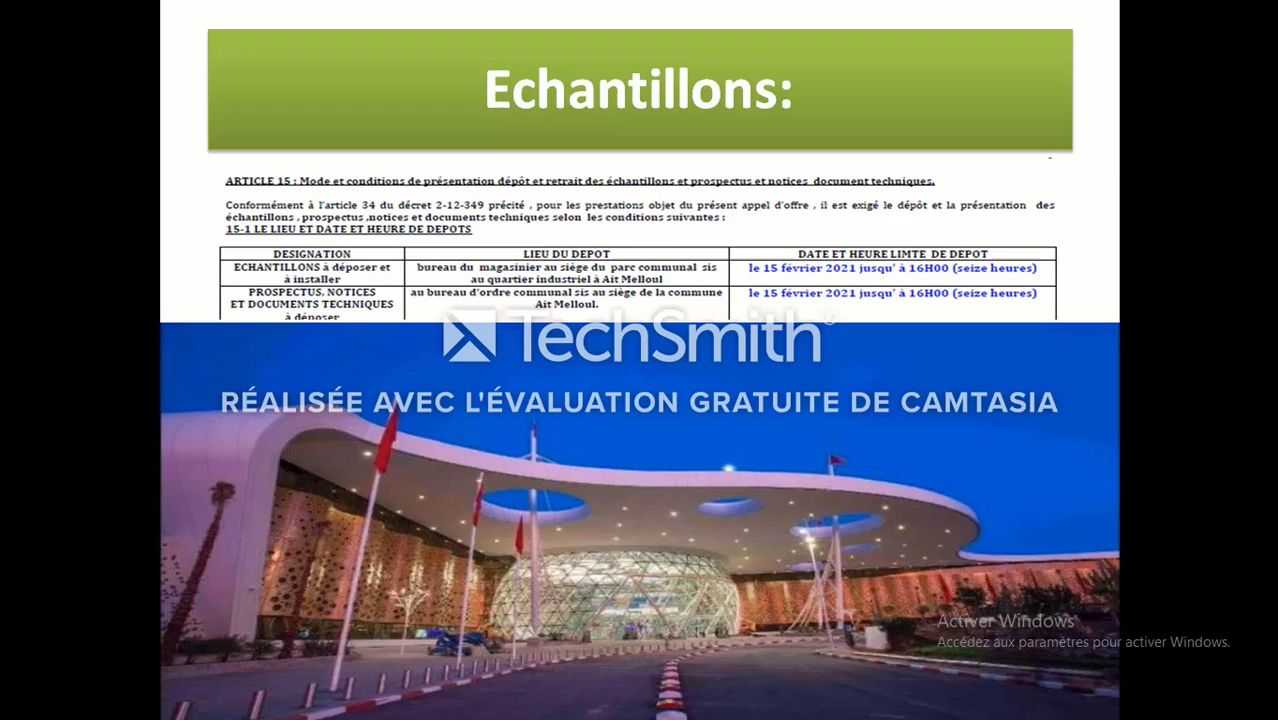 Echantillons:
ARTICLE 15 : Mode et conditions de présentation dépôt et retrait des échantillons et prospectus et notices document techniques.
Conformément à l'article 34 du décret 2-12-349 précité , pour les prestations objet du présent appel d'offre , il est exigé le dépôt et la présentation des
échantillons , prospectus ,notices et documents techniques selon les conditions suivantes :
15-1 LE LIEU ET DATE ET HEURE DE DEPOTS
DESIGNATION LIEU DU DEPOT DATE ET HEURE LIMTE DE DEPOT
ECHANTILLONS à déposer et
à installer
bureau du magasinier au siège du parc communal sis
au quartier industriel à Ait Melloul
le 15 février 2021 jusqu' à 16H00 (seize heures)
PROSPECTUS, NOTICES
ET DOCUMENTS TECHNIQUES
à déposer
au bureau d'ordre communal sis au siège de la commune
Ait Melloul.
le 15 février 2021 jusqu' à 16H00 (seize heures)
TechSmith
RÉALISÉE AVEC L'ÉVALUATION GRATUITE DE CAMTASIA
Activer Windows
Accédez aux paramètres pour activer Windows.